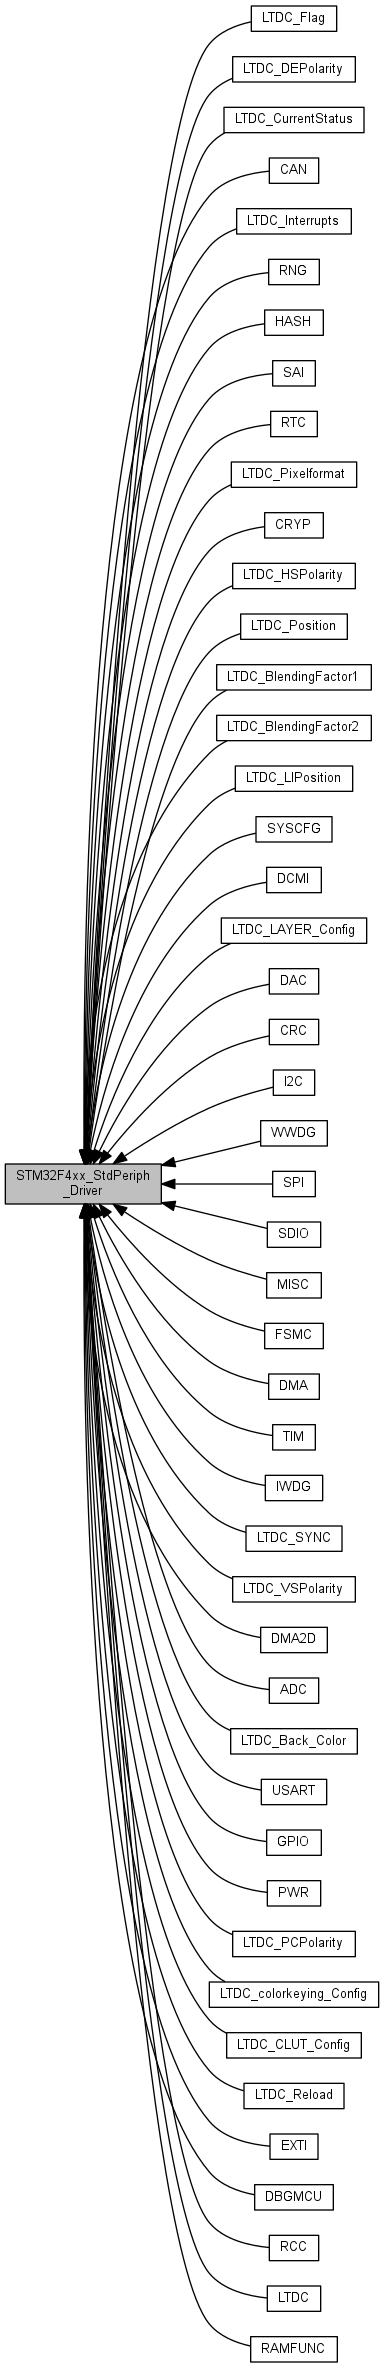 LTDC_Flag
LTDC_DEPolarity
LTDC_CurrentStatus
CAN
LTDC_Interrupts
RNG
HASH
SAI
RTC
LTDC_Pixelformat
CRYP
LTDC_HSPolarity
LTDC_Position
LTDC_BlendingFactor1
LTDC_BlendingFactor2
LTDC_LIPosition
SYSCFG
DCMI
LTDC_LAYER_Config
DAC
CRC
I2C
WWDG
STM32F4xx_StdPeriph
_Driver
SPI
SDIO
MISC
FSMC
DMA
TIM
IWDG
LTDC_SYNC
LTDC_VSPolarity
DMA2D
ADC
LTDC_Back_Color
USART
GPIO
PWR
LTDC_PCPolarity
LTDC_colorkeying_Config
LTDC_CLUT_Config
LTDC_Reload
EXTI
DBGMCU
RCC
LTDC
RAMFUNC